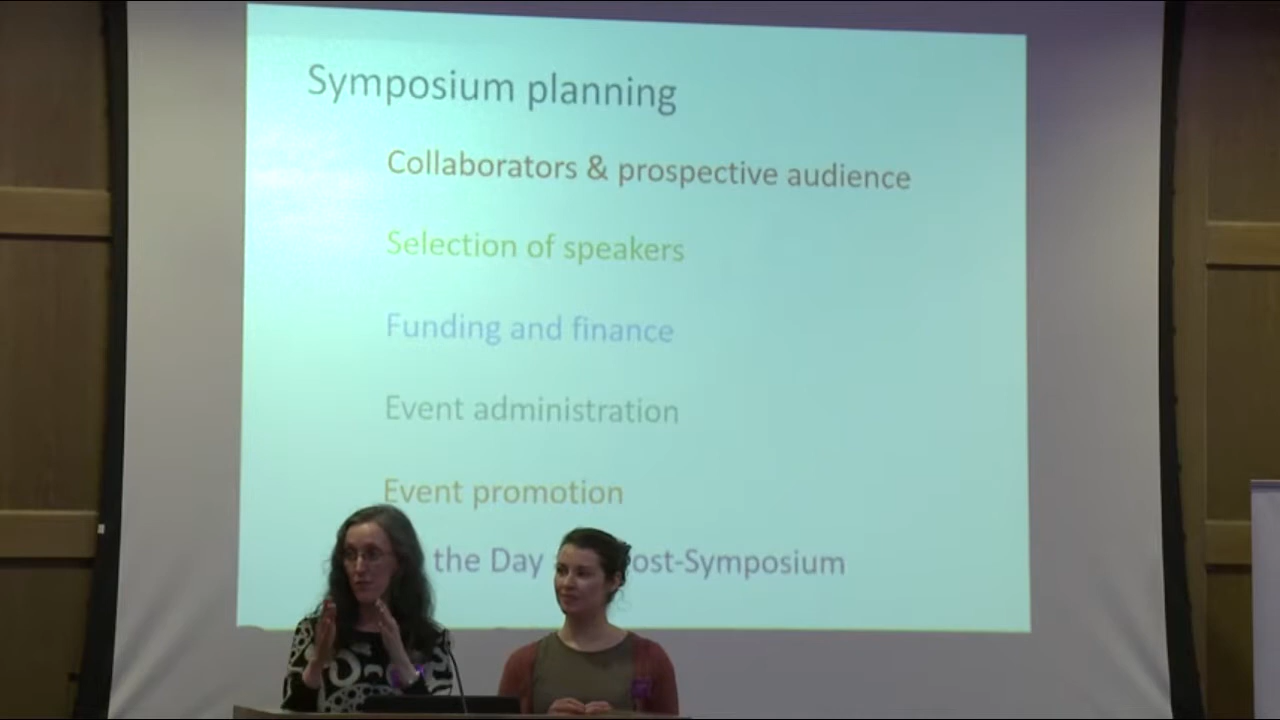 Symposium planning
Collaborators & prospective audience
Selection of speakers
Funding and finance
Event administration
Event promotion
the Day ost-Symposium